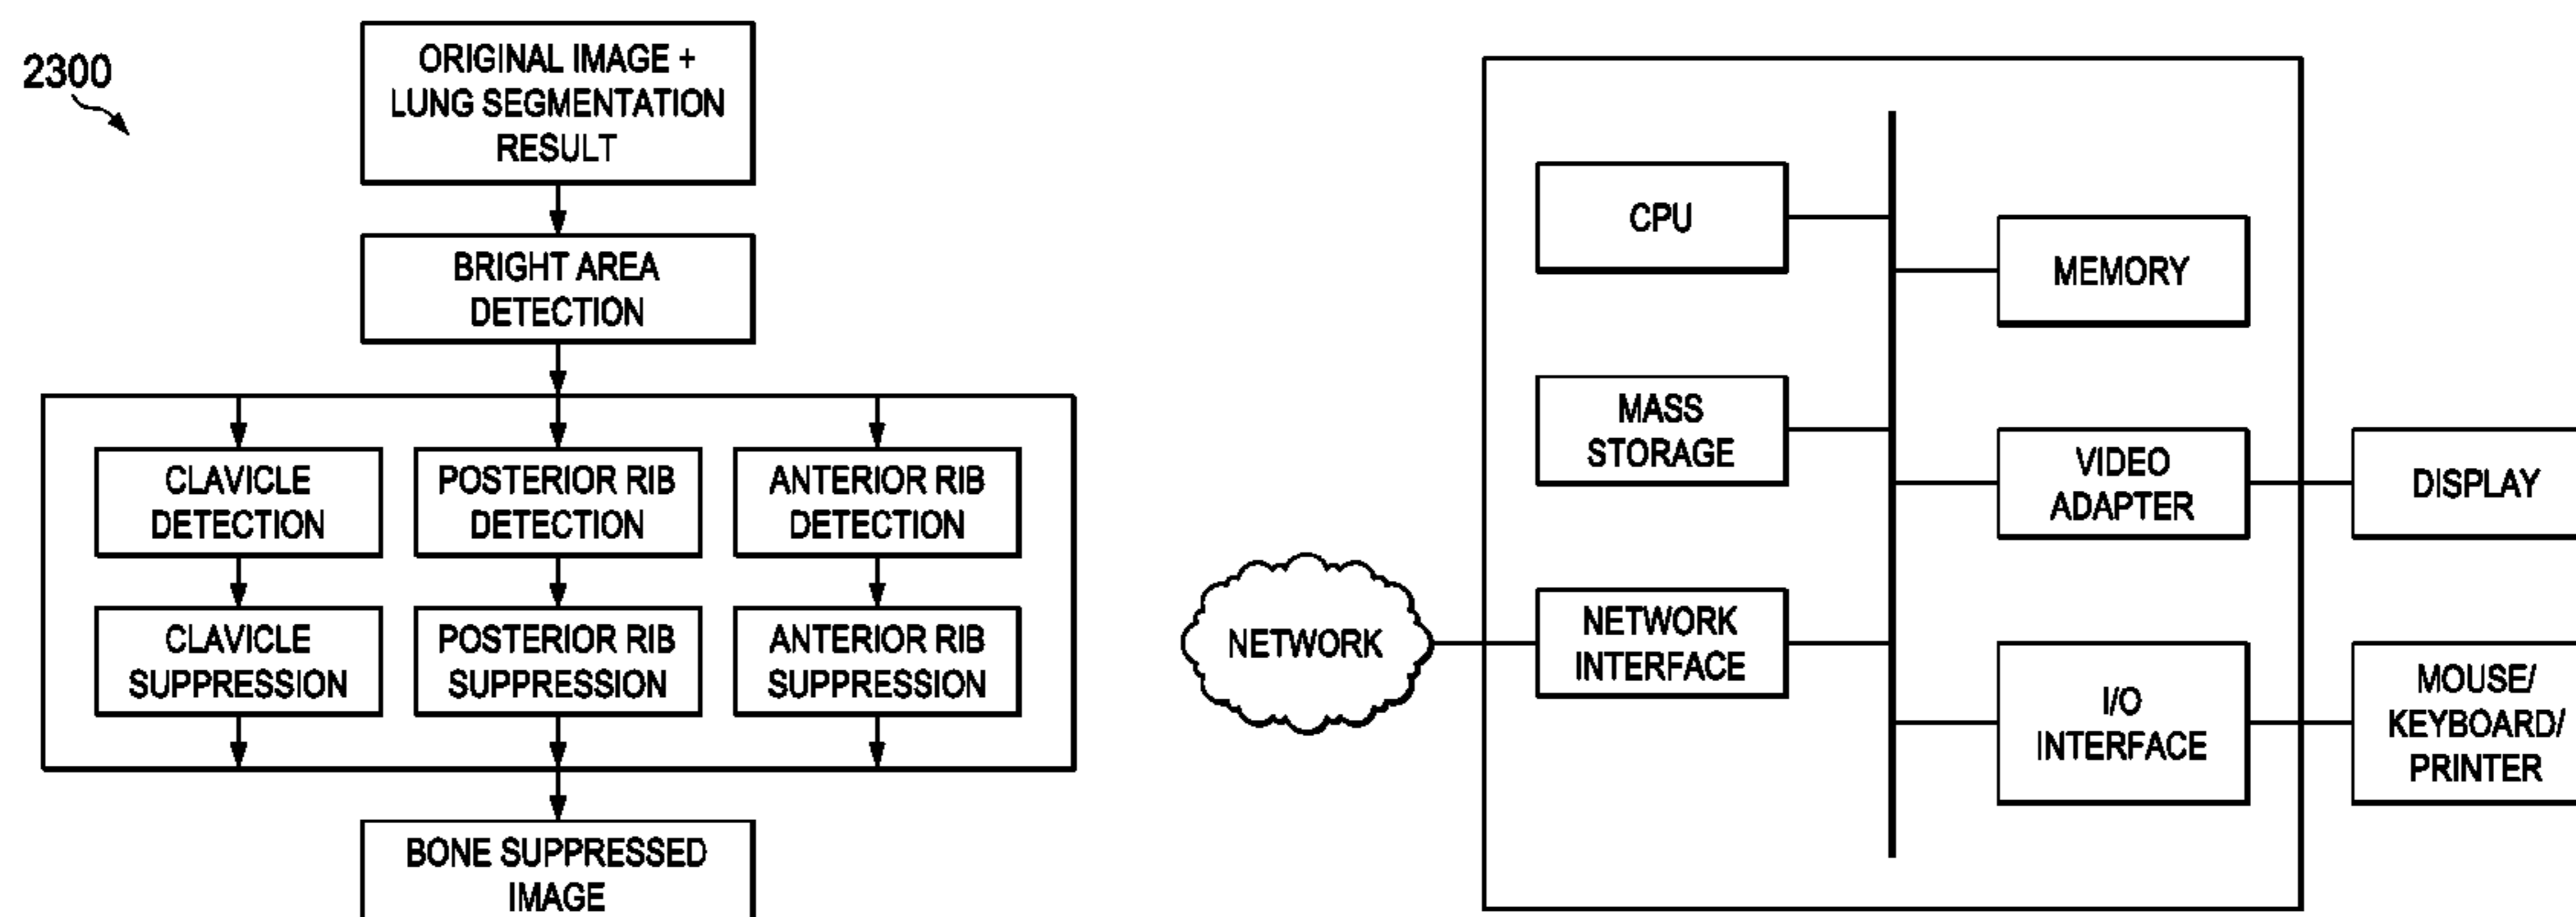 2300
ORIGINAL IMAGE +
LUNG SEGMENTATION
RESULT
BRIGHT AREA
DETECTION
CLAVICLE
DETECTION
POSTERIOR RIB
DETECTION
ANTERIOR RIB
DETECTION
CLAVICLE
SUPPRESSION
POSTERIOR RIB
SUPPRESSION
ANTERIOR RIB
SUPPRESSION
BONE SUPPRESSED
IMAGE
CPU
MEMORY
MASS
STORAGE
VIDEO
ADAPTER
DISPLAY
NETWORK
NETWORK
INTERFACE
I/O
INTERFACE
MOUSE/
KEYBOARD/
PRINTER